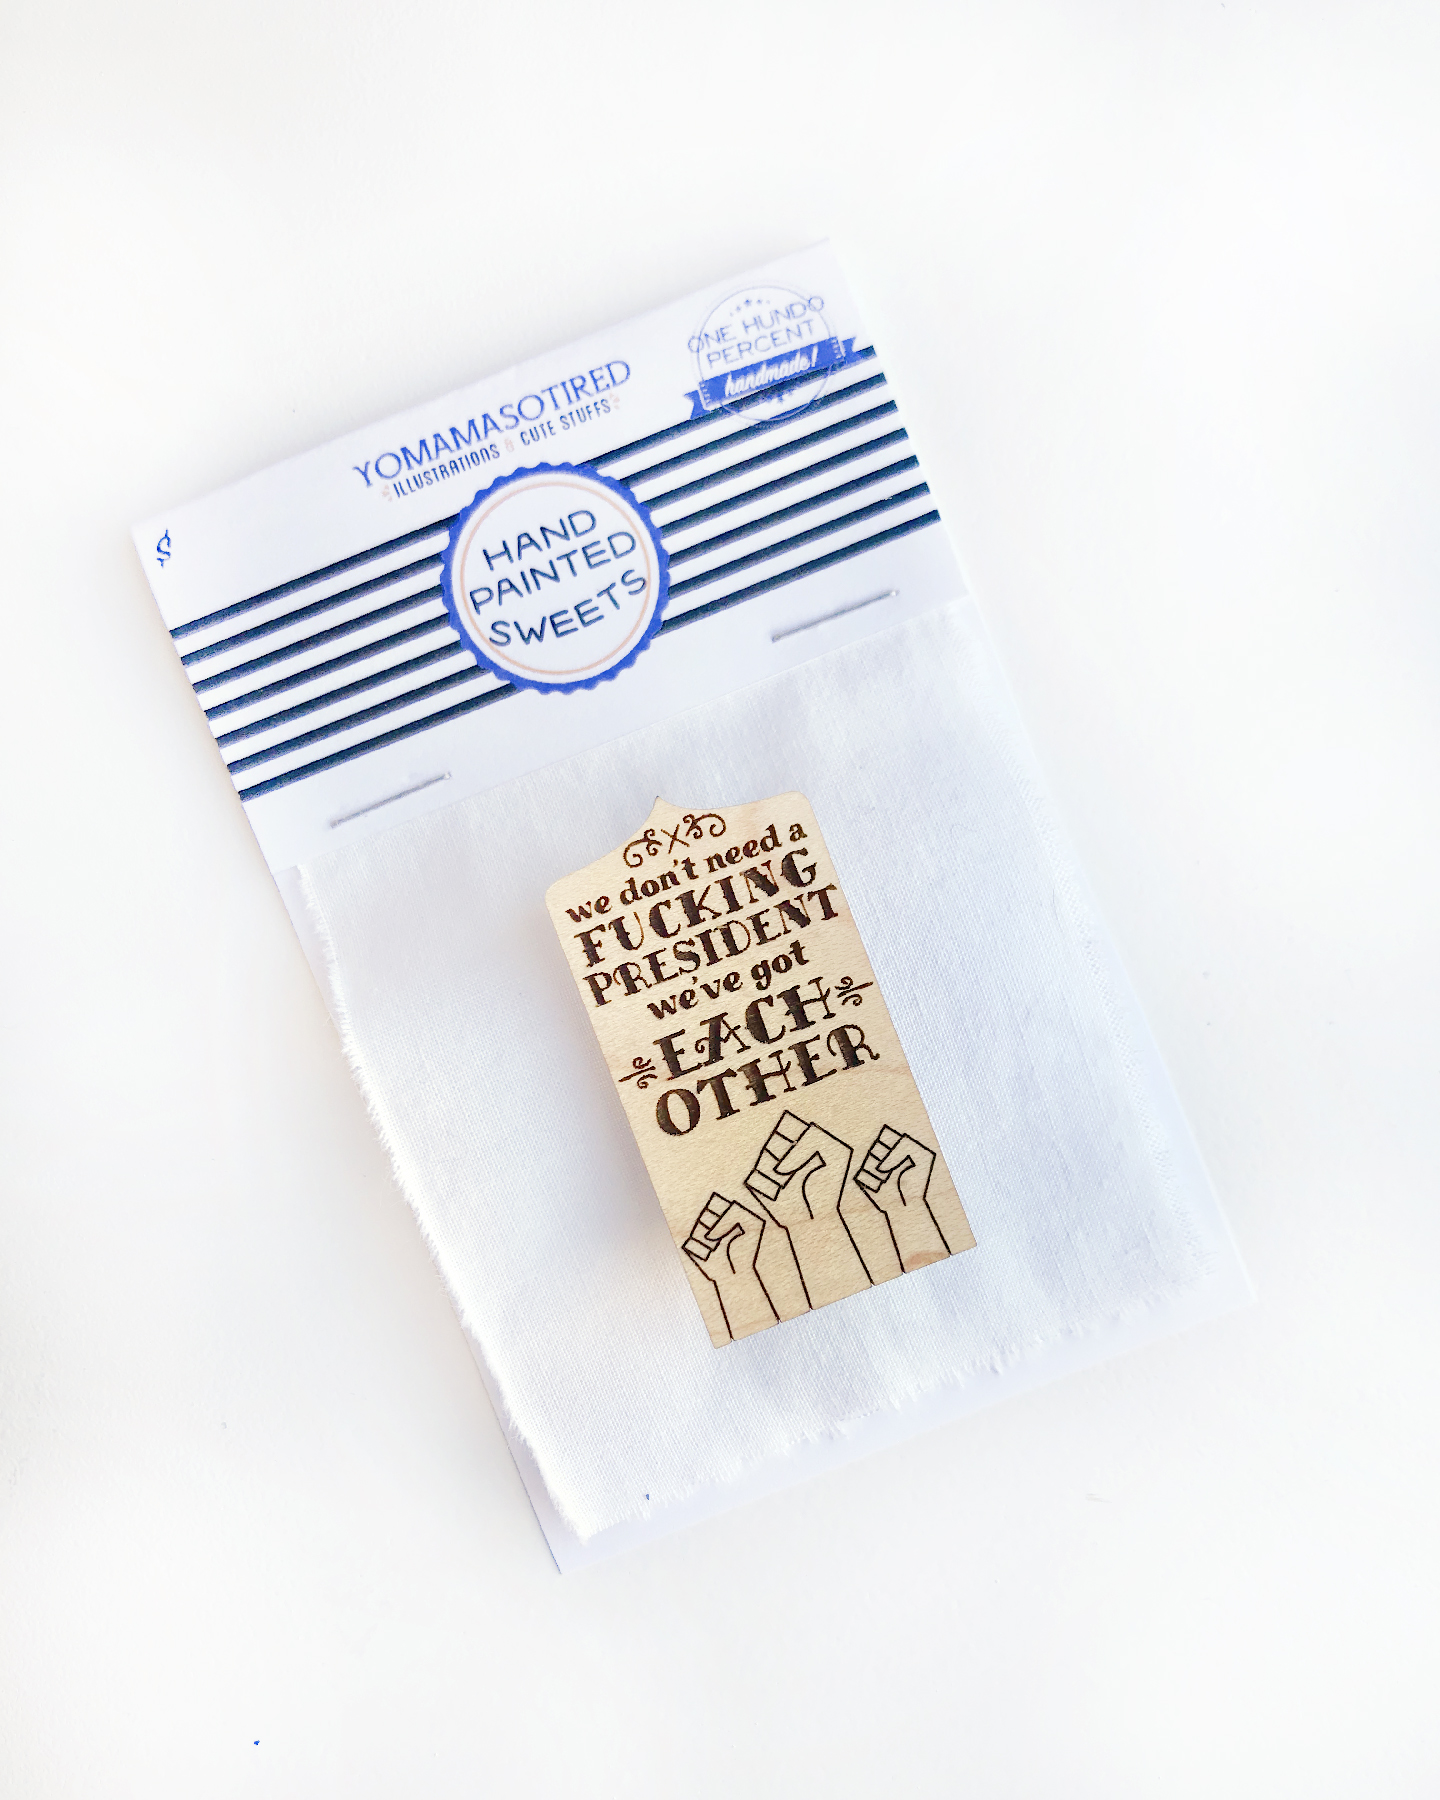 ONE HUNDO
PERCENT
handmade!
YOMAMASOTIRED
ILLUSTRATIONS & CUTE STUFFS
$
HAND
PAINTED
SWEETS
we don't need a
FUCKING
PRESIDENT
we've got
EACH
OTHER